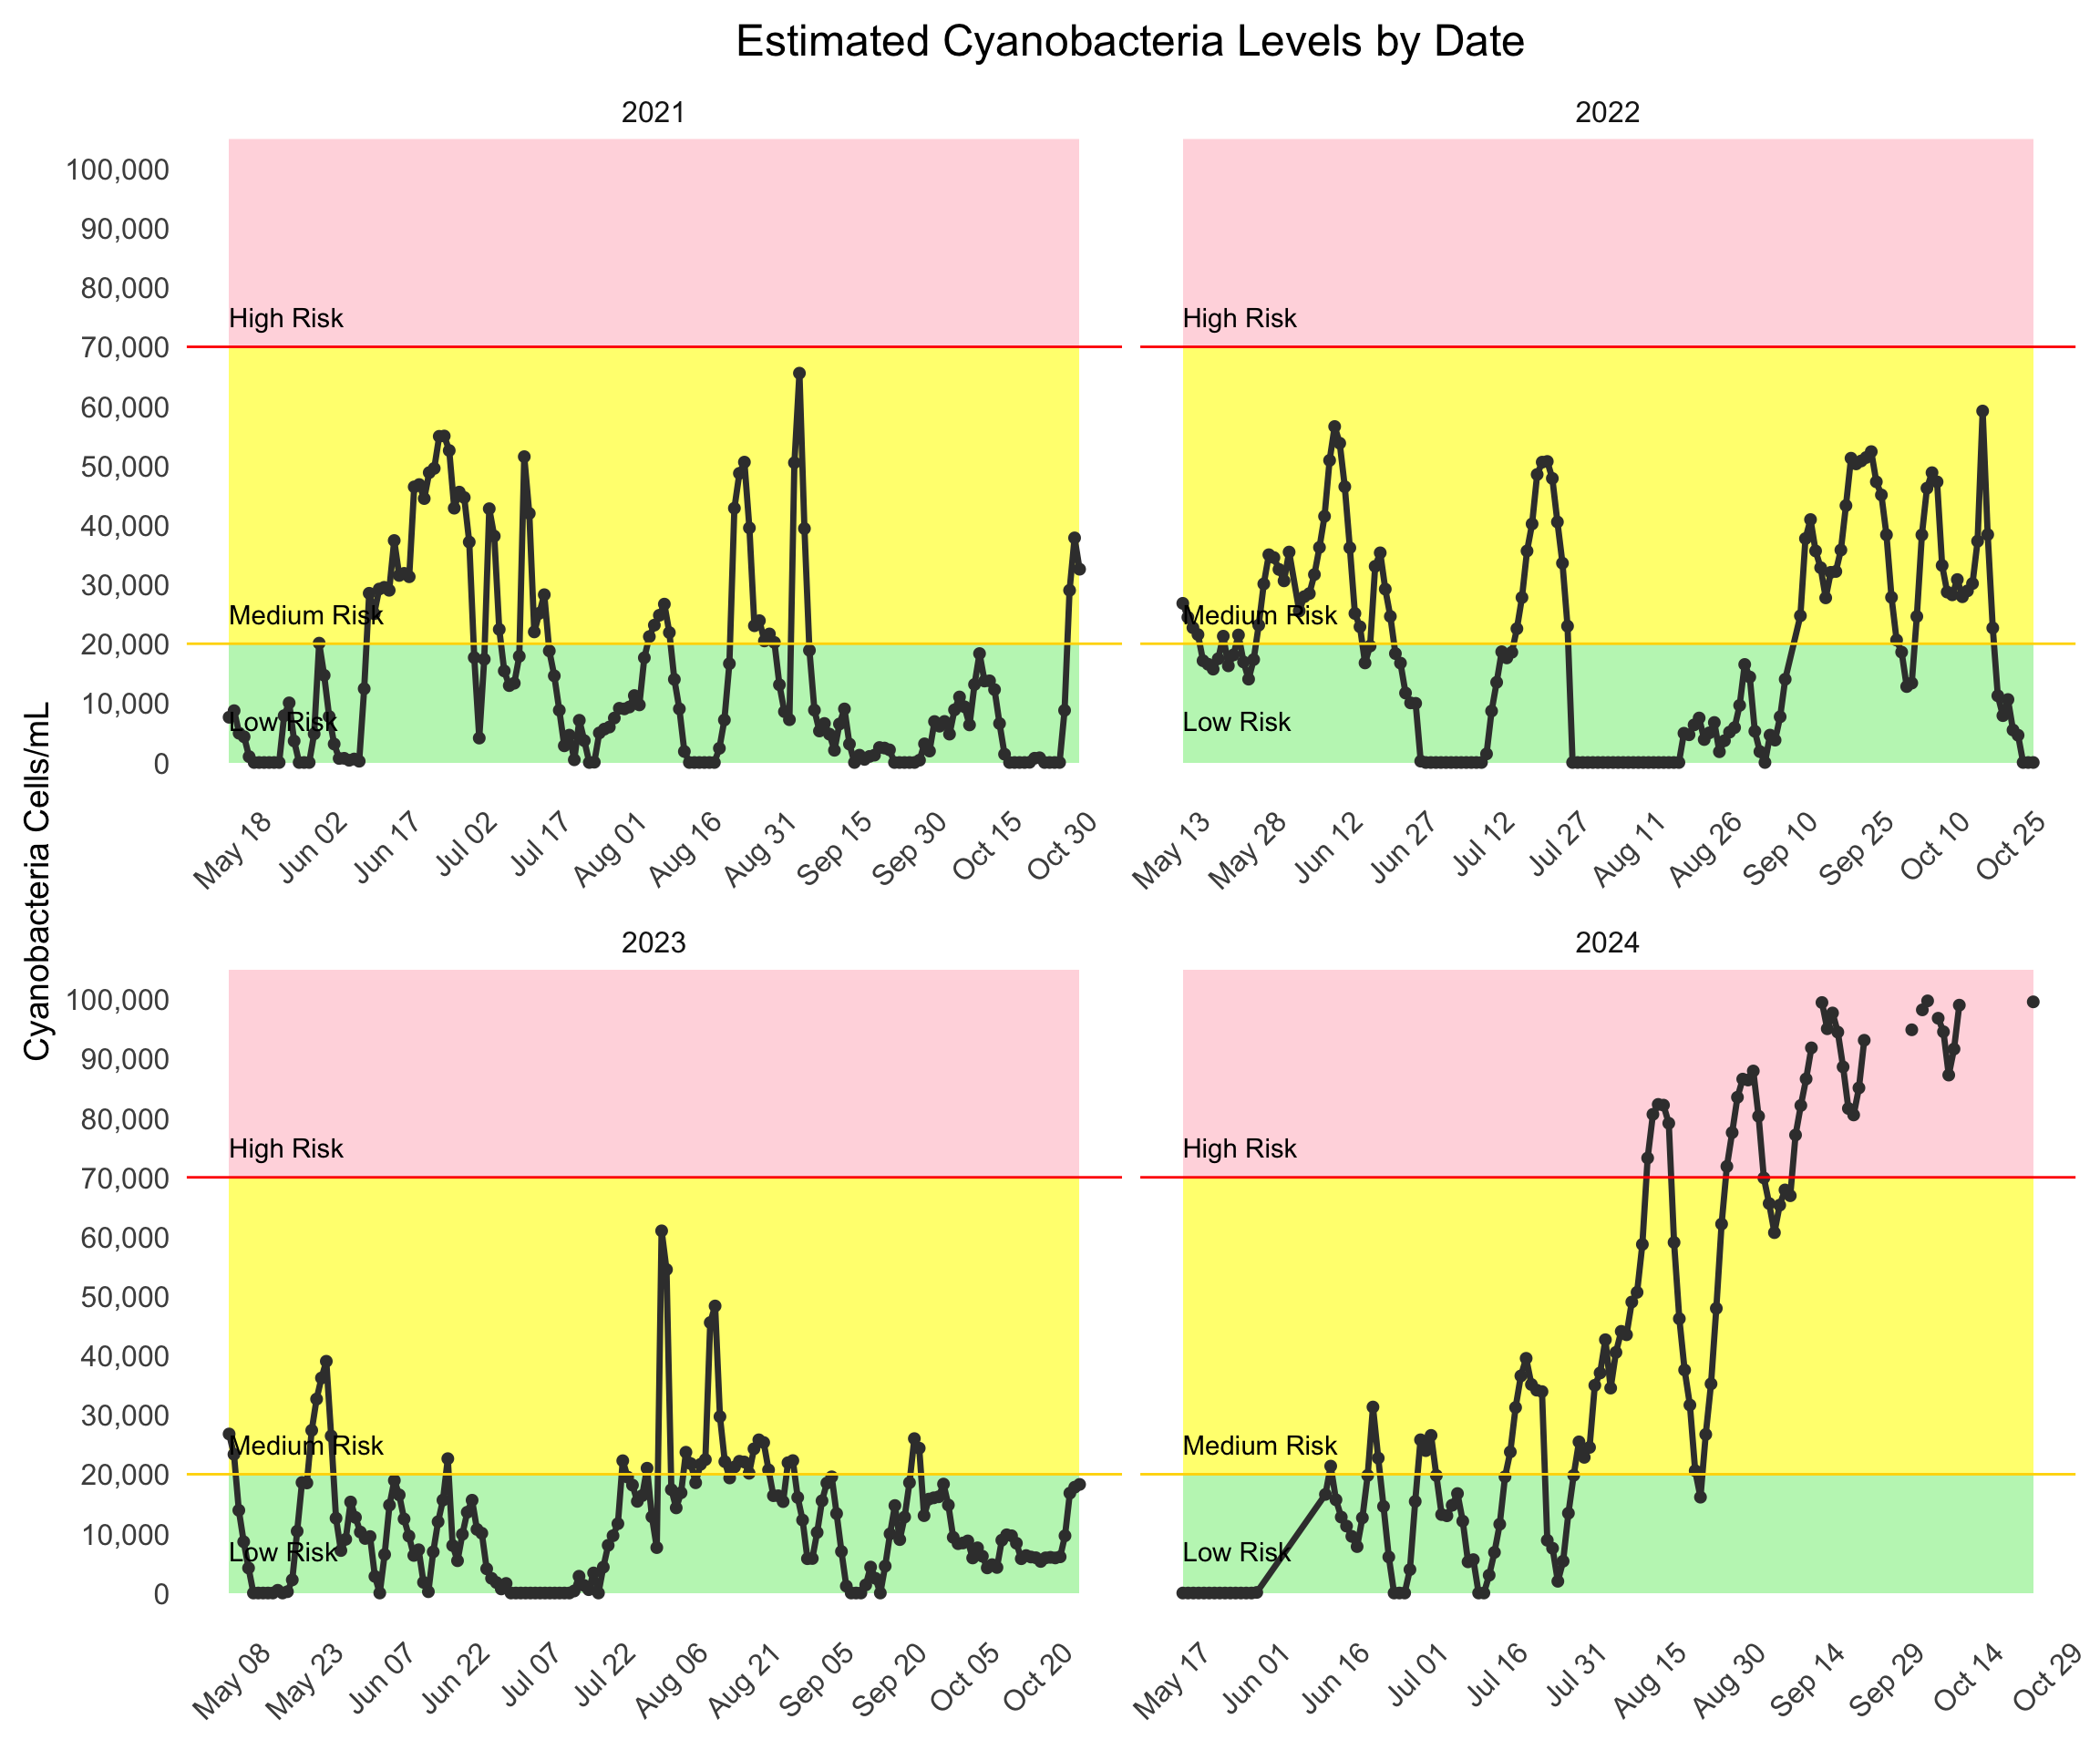 Estimated Cyanobacteria Levels by Date
Cyanobacteria Cells/mL
2021
100,000
90,000
80,000
70,000
60,000
50,000
40,000
30,000
20,000
10,000
0
High Risk
Medium Risk
Low Risk
May 18
Jun 02
Jun 17
Jul 02
Jul 17
Aug 01
Aug 16
Aug 31
Sep 15
Sep 30
Oct 15
Oct 30
2022
High Risk
Medium Risk
Low Risk
May 13
May 28
Jun 12
Jun 27
Jul 12
Jul 27
Aug 11
Aug 26
Sep 10
Sep 25
Oct 10
Oct 25
2023
100,000
90,000
80,000
70,000
60,000
50,000
40,000
30,000
20,000
10,000
0
High Risk
Medium Risk
Low Risk
May 08
May 23
Jun 07
Jun 22
Jul 07
Jul 22
Aug 06
Aug 21
Sep 05
Sep 20
Oct 05
Oct 20
2024
High Risk
Medium Risk
Low Risk
May 17
Jun 01
Jun 16
Jul 01
Jul 16
Jul 31
Aug 15
Aug 30
Sep 14
Sep 29
Oct 14
Oct 29